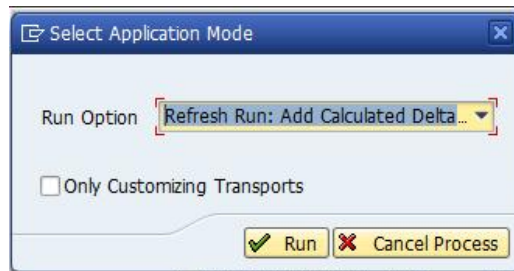 Select Application Mode
Run Option Refresh Run: Add Calculated Delta...
Only Customizing Transports
Run Cancel Process